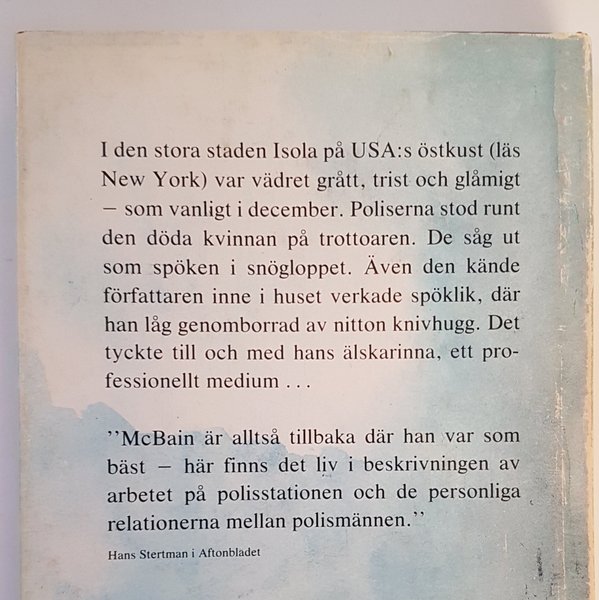 I den stora staden Isola på USA:s östkust (läs
New York) var vädret grått, trist och glåmigt
– som vanligt i december. Poliserna stod runt
den döda kvinnan på trottoaren. De såg ut
som spöken i snögloppet. Även den kände
författaren inne i huset verkade spöklik, där
han låg genomborrad av nitton knivhugg. Det
tyckte till och med hans älskarinna, ett pro-
fessionellt medium . . .
”McBain är alltså tillbaka där han var som
bäst – här finns det liv i beskrivningen av
arbetet på polisstationen och de personliga
relationerna mellan polismännen.”
Hans Stertman i Aftonbladet